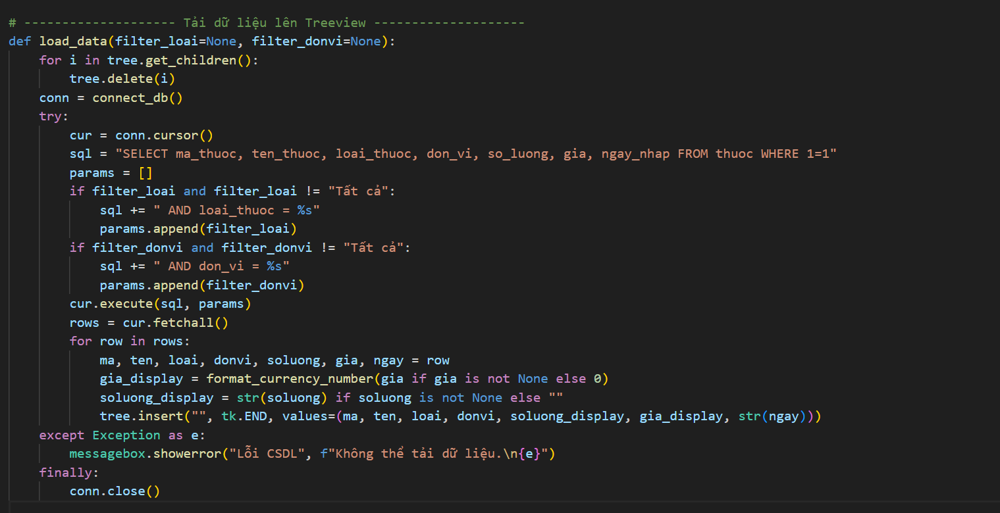 # -------------------- Tải dữ liệu lên Treeview --------------------
def load_data(filter_loai=None, filter_donvi=None):
    for i in tree.get_children():
        tree.delete(i)
    conn = connect_db()
    try:
        cur = conn.cursor()
        sql = "SELECT ma_thuoc, ten_thuoc, loai_thuoc, don_vi, so_luong, gia, ngay_nhap FROM thuoc WHERE 1=1"
        params = []
        if filter_loai and filter_loai != "Tất cả":
            sql += " AND loai_thuoc = %s"
            params.append(filter_loai)
        if filter_donvi and filter_donvi != "Tất cả":
            sql += " AND don_vi = %s"
            params.append(filter_donvi)
        cur.execute(sql, params)
        rows = cur.fetchall()
        for row in rows:
            ma, ten, loai, donvi, soluong, gia, ngay = row
            gia_display = format_currency_number(gia if gia is not None else 0)
            soluong_display = str(soluong) if soluong is not None else ""
            tree.insert("", tk.END, values=(ma, ten, loai, donvi, soluong_display, gia_display, str(ngay)))
    except Exception as e:
        messagebox.showerror("Lỗi CSDL", f"Không thể tải dữ liệu.\n{e}")
    finally:
        conn.close()